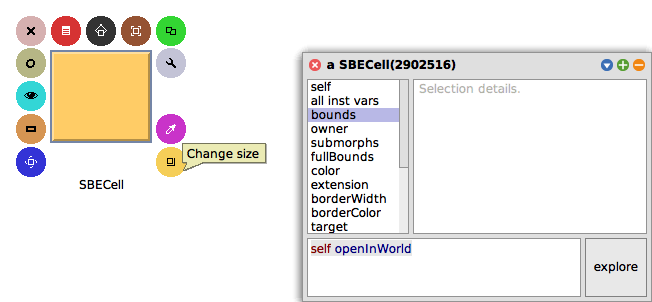 Change size
SBECell
a SBECell(2902516)
self
all inst vars
bounds
owner
submorphs
fullBounds
color
extension
borderWidth
borderColor
target
Selection details.
self openInWorld
explore